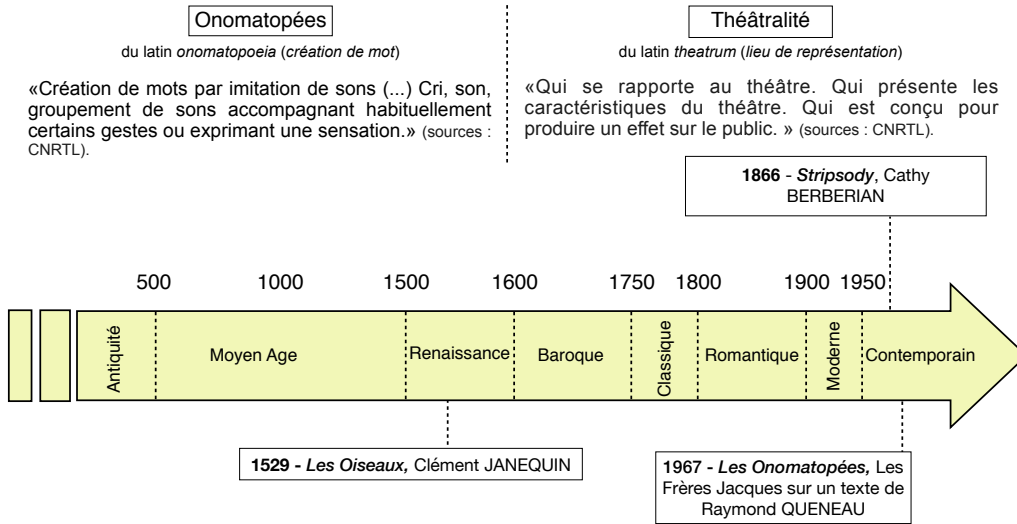 Onomatopées
du latin onomatopoeia (création de mot)
«Création de mots par imitation de sons (...) Cri, son,
groupement de sons accompagnant habituellement
certains gestes ou exprimant une sensation.» (sources :
CNRTL).
Théâtralité
du latin theatrum (lieu de représentation)
«Qui se rapporte au théâtre. Qui présente les
caractéristiques du théâtre. Qui est conçu pour
produire un effet sur le public. » (sources : CNRTL).
1866 - Stripsody, Cathy
BERBERIAN
500 1000 1500 1600 1750 1800 1900 1950
Antiquité
Moyen Age
Renaissance
Baroque
Classique
Romantique
Moderne
Contemporain
1529 - Les Oiseaux, Clément JANEQUIN
1967 - Les Onomatopées, Les
Frères Jacques sur un texte de
Raymond QUENEAU